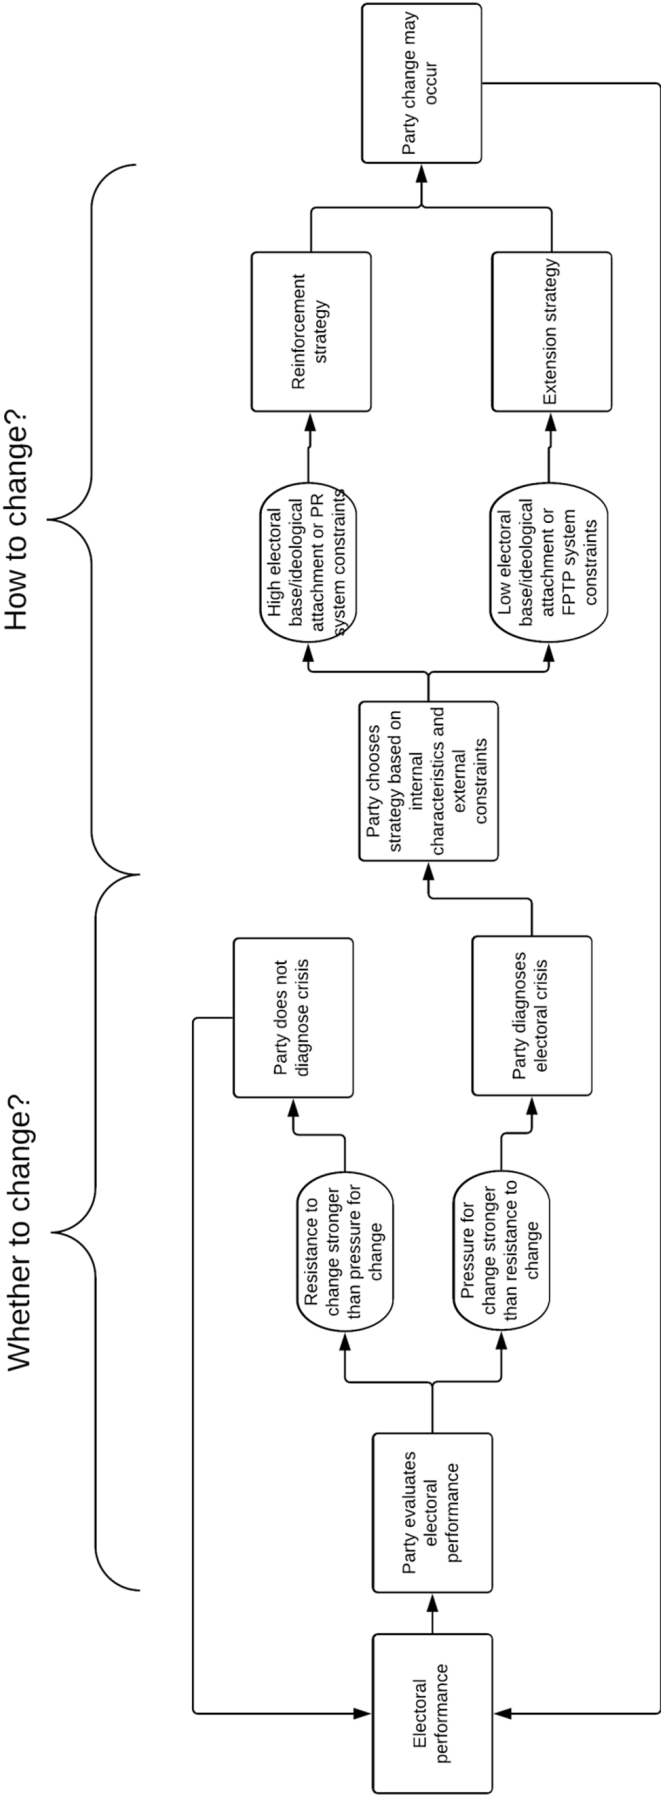 Whether to change?
How to change?
Electoral
performance
Party evaluates
electoral
performance
Resistance to
change stronger
than pressure for
change
Pressure for
change stronger
than resistance to
change
Party does not
diagnose crisis
Party diagnoses
electoral crisis
Party chooses
strategy based on
internal
characteristics and
external
constraints
High electoral
base/ideological
attachment or PR
system constraints
Low electoral
base/ideological
attachment or
FPTP system
constraints
Reinforcement
strategy
Extension strategy
Party change may
occur